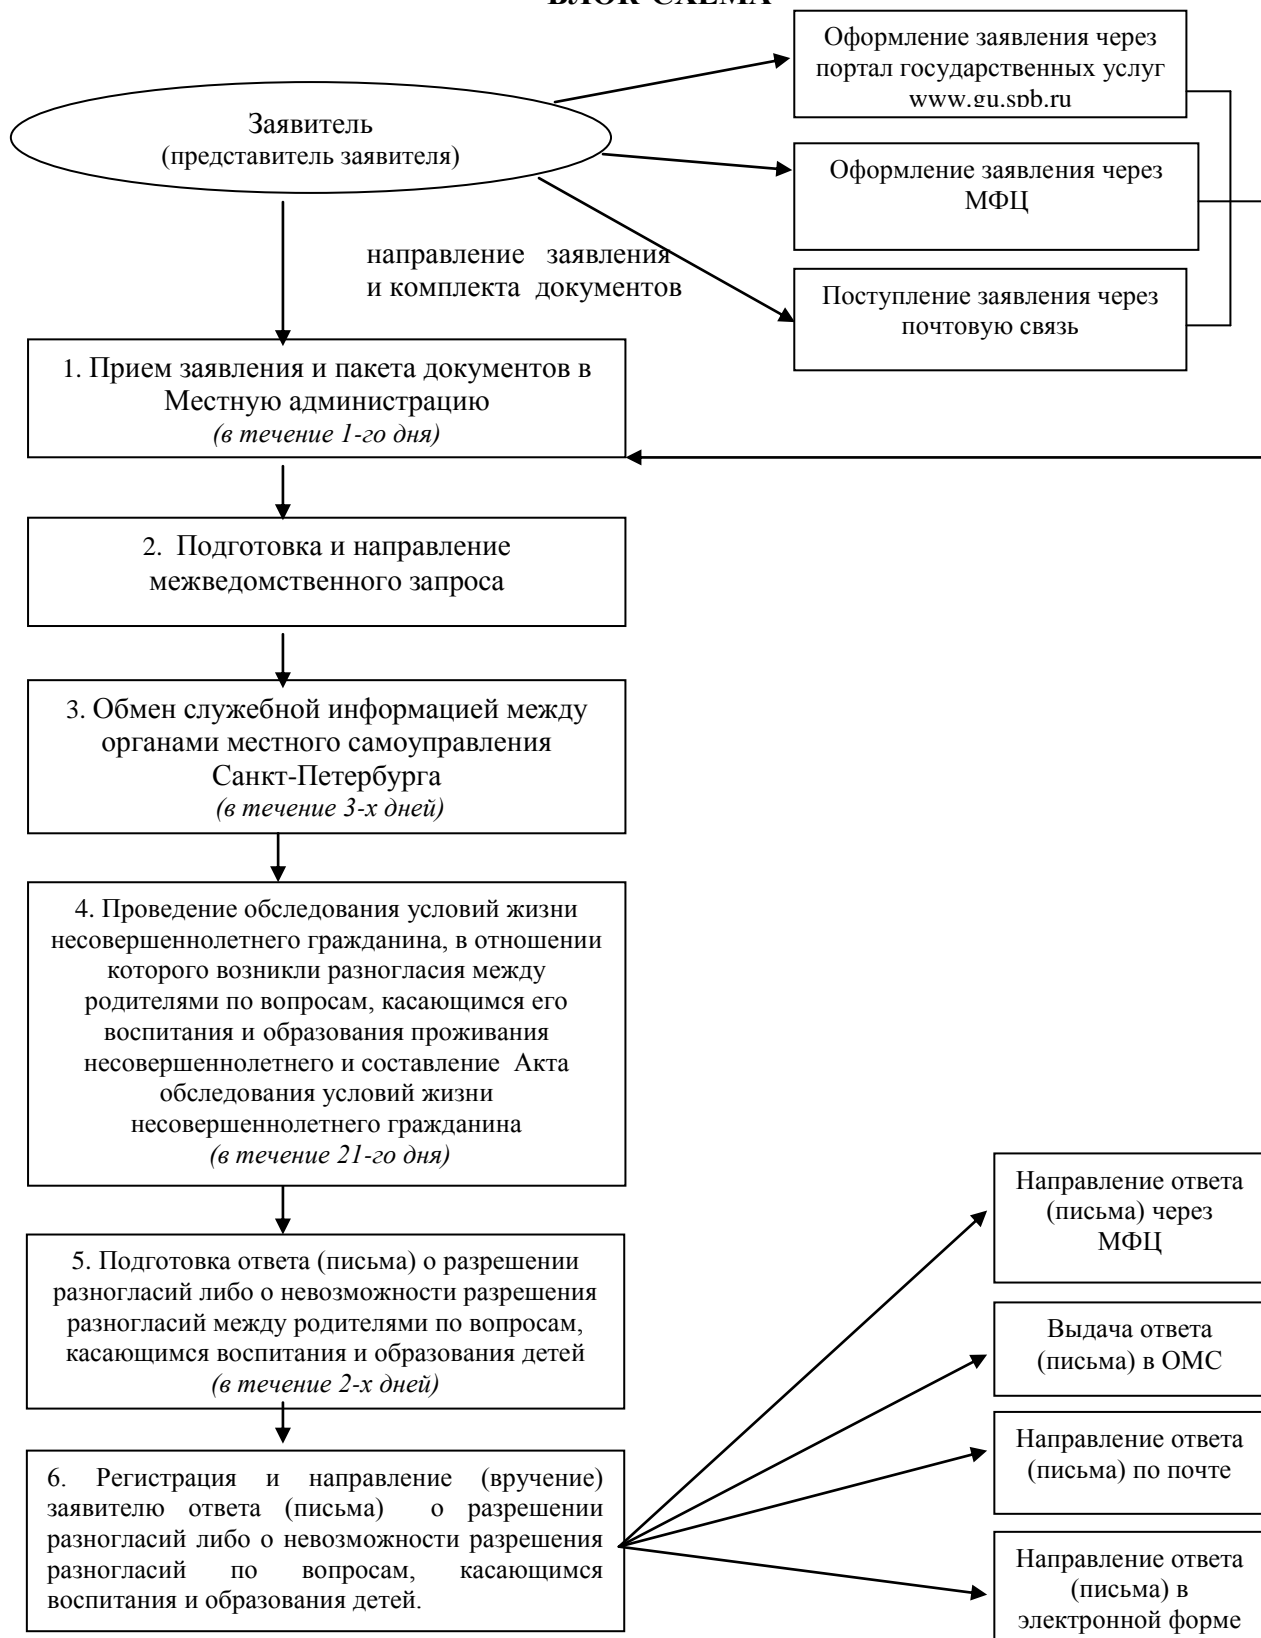 БЛОК-СХЕМА
Оформление заявления через
портал государственных услуг
www.gu.spb.ru
Заявитель
(представитель заявителя)
Оформление заявления через
МФЦ
направление заявления
и комплекта документов
Поступление заявления через
почтовую связь
1. Прием заявления и пакета документов в
Местную администрацию
(в течение 1-го дня)
2. Подготовка и направление
межведомственного запроса
3. Обмен служебной информацией между
органами местного самоуправления
Санкт-Петербурга
(в течение 3-х дней)
4. Проведение обследования условий жизни
несовершеннолетнего гражданина, в отношении
которого возникли разногласия между
родителями по вопросам, касающимся его
воспитания и образования проживания
несовершеннолетнего и составление Акта
обследования условий жизни
несовершеннолетнего гражданина
(в течение 21-го дня)
5. Подготовка ответа (письма) о разрешении
разногласий либо о невозможности разрешения
разногласий между родителями по вопросам,
касающимся воспитания и образования детей
(в течение 2-х дней)
6. Регистрация и направление (вручение)
заявителю ответа (письма) о разрешении
разногласий либо о невозможности разрешения
разногласий по вопросам, касающимся
воспитания и образования детей.
Направление ответа
(письма) через
МФЦ
Выдача ответа
(письма) в ОМС
Направление ответа
(письма) по почте
Направление ответа
(письма) в
электронной форме